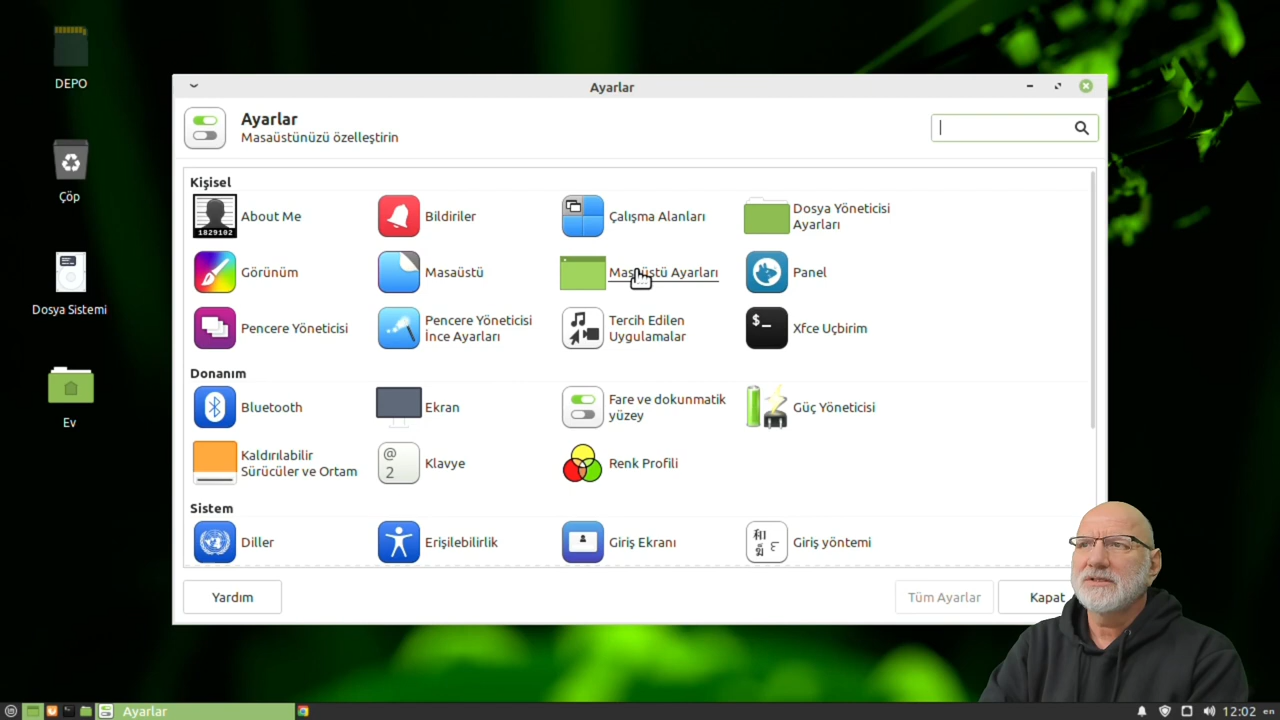 DEPO
Çöp
Dosya Sistemi
Ev
Ayarlar
Ayarlar
Masaüstünüzü özelleştirin
Kişisel
1829102
About Me
Bildiriler
Çalışma Alanları
Dosya Yöneticisi
Ayarları
Görünüm
Masaüstü
Masaüstü Ayarları
Panel
Pencere Yöneticisi
Pencere Yöneticisi
İnce Ayarları
Tercih Edilen
Uygulamalar
$_
Xfce Uçbirim
Donanım
Bluetooth
Ekran
Fare ve dokunmatik
yüzey
Güç Yöneticisi
Kaldırılabilir
Sürücüler ve Ortam
@
2
Klavye
Renk Profili
Sistem
Diller
Erişilebilirlik
Giriş Ekranı
Giriş yöntemi
Yardım
Tüm Ayarlar
Kapat
Ayarlar
12:02
en